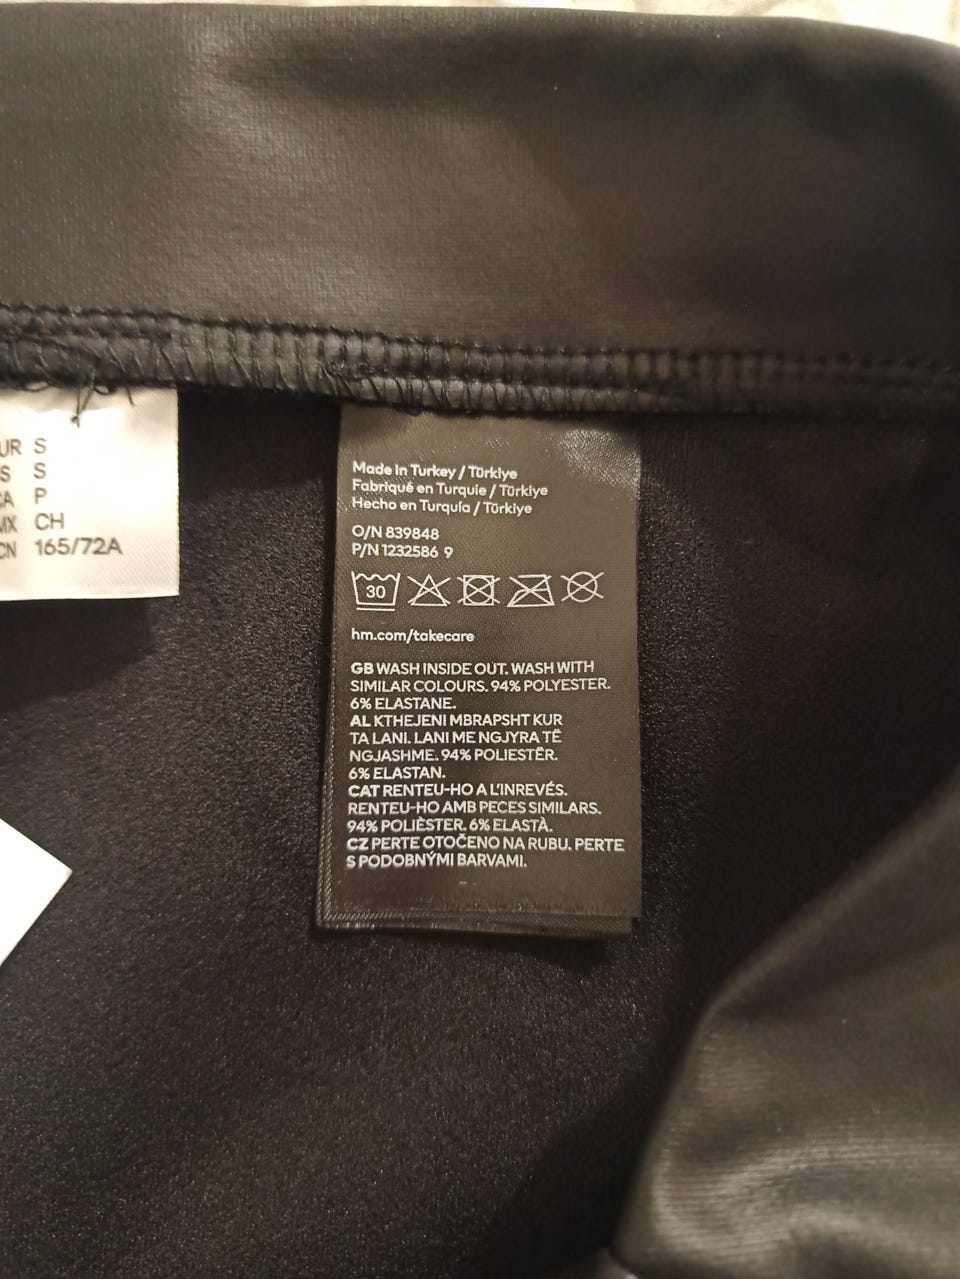 UR S
S S
CA P
MX CH
CN 165/72A
Made in Turkey / Türkiye
Fabriqué en Turquie / Türkiye
Hecho en Turquía / Türkiye
O/N 839848
P/N 1232586 9
30
hm.com/takecare
GB WASH INSIDE OUT. WASH WITH
SIMILAR COLOURS. 94% POLYESTER.
6% ELASTANE.
AL KTHEJENI MBRAPSHT KUR
TA LANI. LANI ME NGJYRA TË
NGJASHME. 94% POLIESTËR.
6% ELASTAN.
CAT RENTEU-HO A L'INREVÉS.
RENTEU-HO AMB PECES SIMILARS.
94% POLIÈSTER. 6% ELASTÀ.
CZ PERTE OTOČENO NA RUBU. PERTE
S PODOBNÝMI BARVAMI.